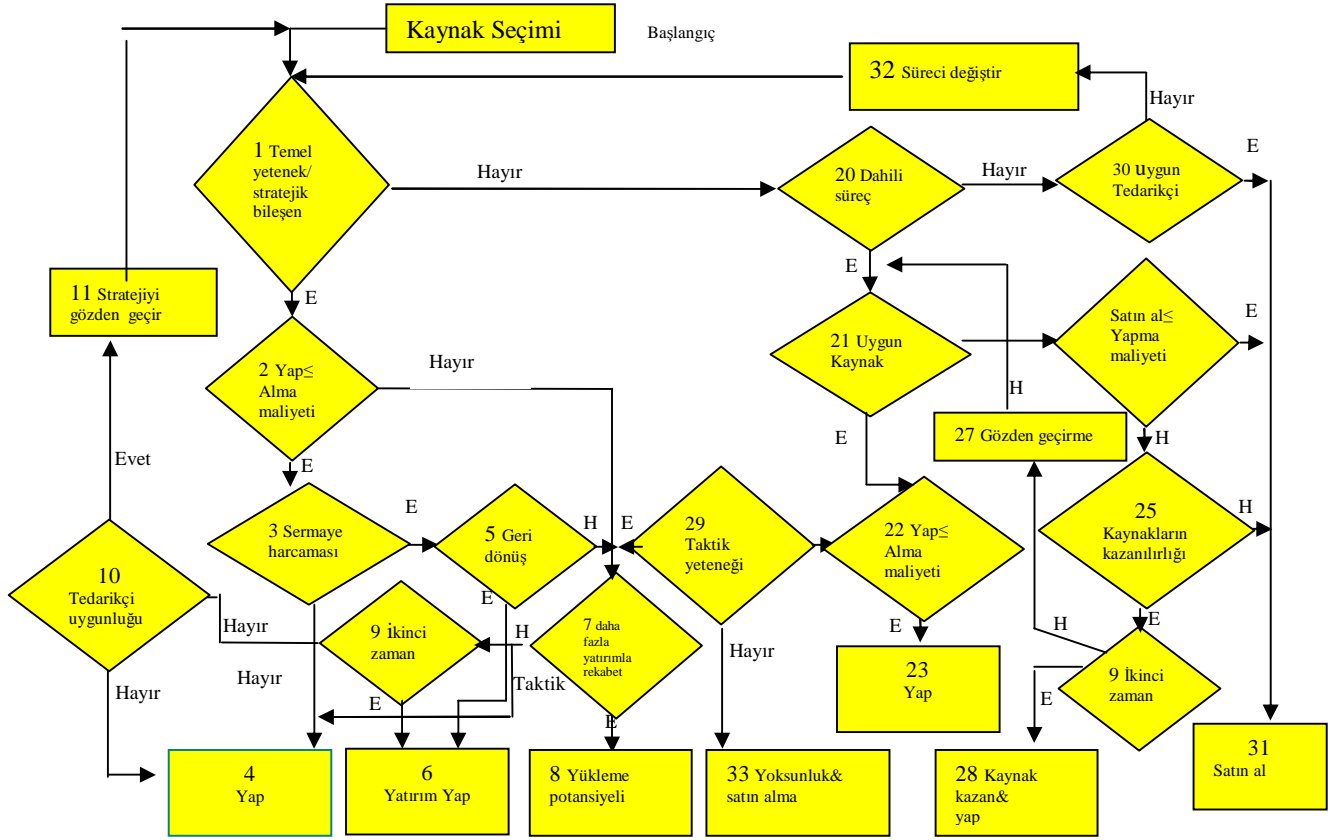 Kaynak Seçimi
Başlangıç
32 Süreci değiştir
Hayır
1 Temel
yetenek/
stratejik
bileşen
Hayır
20 Dahili
süreç
Hayır
30 uygun
Tedarikçi
E
11 Stratejiyi
gözden geçir
E
E
2 Yap≤
Alma
maliyeti
Hayır
21 Uygun
Kaynak
Satın al≤
Yapma
maliyeti
E
H
27 Gözden geçirme
E
H
Evet
E
3 Sermaye
harcaması
E
5 Geri
dönüş
H
E
29
Taktik
yeteneği
22 Yap≤
Alma
maliyeti
25
Kaynakların
kazanılırlığı
H
10
Tedarikçi
uygunluğu
Hayır
9 İkinci
zaman
E
H
7 daha
fazla
yatırımla
rekabet
Hayır
E
H
E
9 İkinci
zaman
Hayır
Hayır
E
Taktik
E
23
Yap
E
4
Yap
6
Yatırım Yap
8 Yükleme
potansiyeli
33 Yoksunluk&
satın alma
28 Kaynak
kazan&
yap
31
Satın al